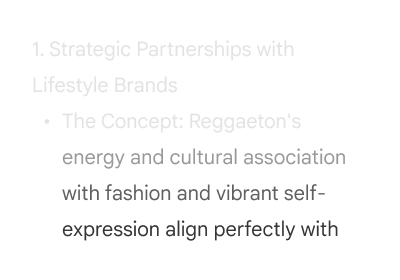 1. Strategic Partnerships with
Lifestyle Brands
• The Concept: Reggaeton's
energy and cultural association
with fashion and vibrant self-
expression align perfectly with